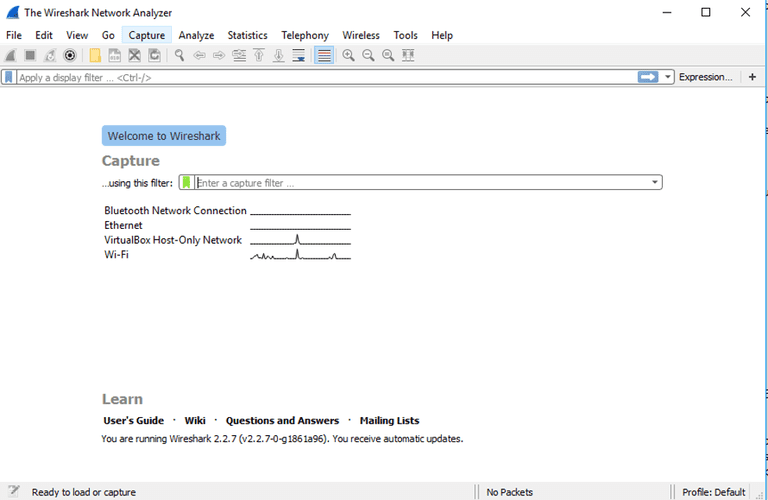 The Wireshark Network Analyzer
File Edit View Go Capture Analyze Statistics Telephony Wireless Tools Help
Apply a display filter ... <Ctrl-/> Expression... +
Welcome to Wireshark
Capture
...using this filter: Enter a capture filter ...
Bluetooth Network Connection
Ethernet
VirtualBox Host-Only Network
Wi-Fi
Learn
User's Guide · Wiki · Questions and Answers · Mailing Lists
You are running Wireshark 2.2.7 (v2.2.7-0-g1861a96). You receive automatic updates.
Ready to load or capture No Packets Profile: Default